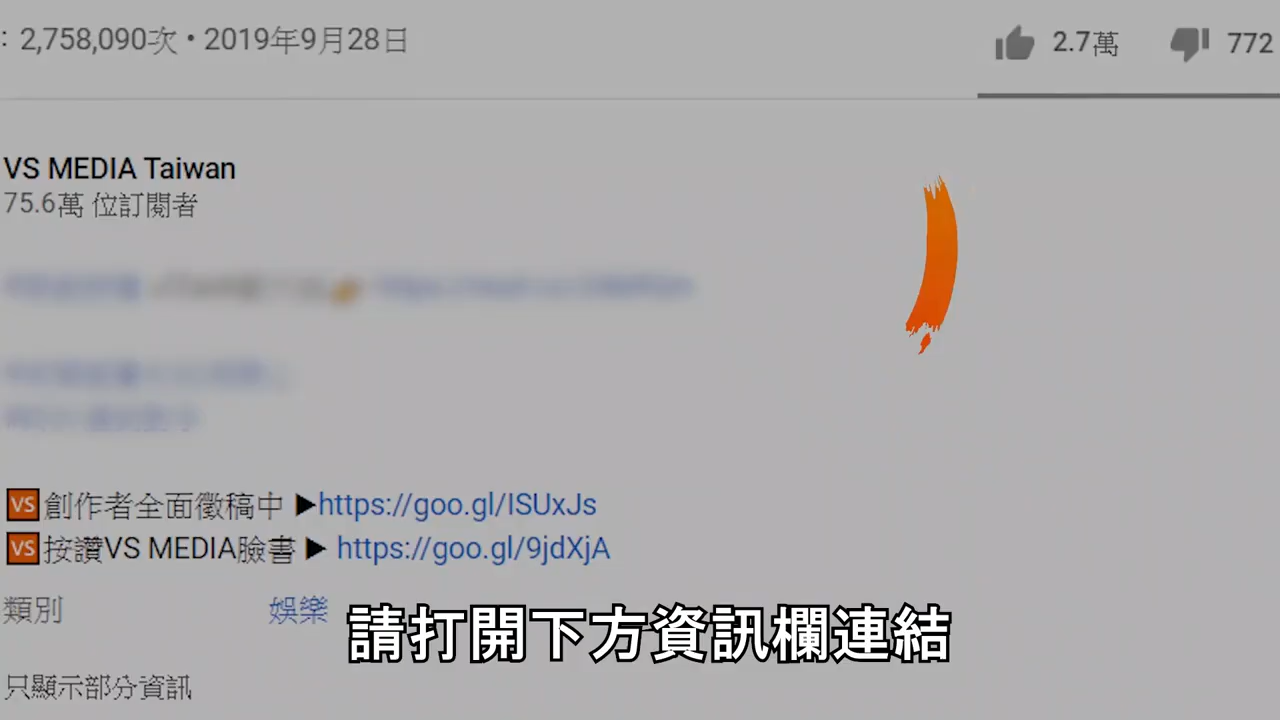 : 2,758,090次 • 2019年9月28日
2.7萬
772
VS MEDIA Taiwan
75.6萬 位訂閱者
VS創作者全面徵稿中 ▶https://goo.gl/ISUxJs
VS按讚VS MEDIA臉書 ▶ https://goo.gl/9jdXjA
類別 娛樂
請打開下方資訊欄連結
只顯示部分資訊